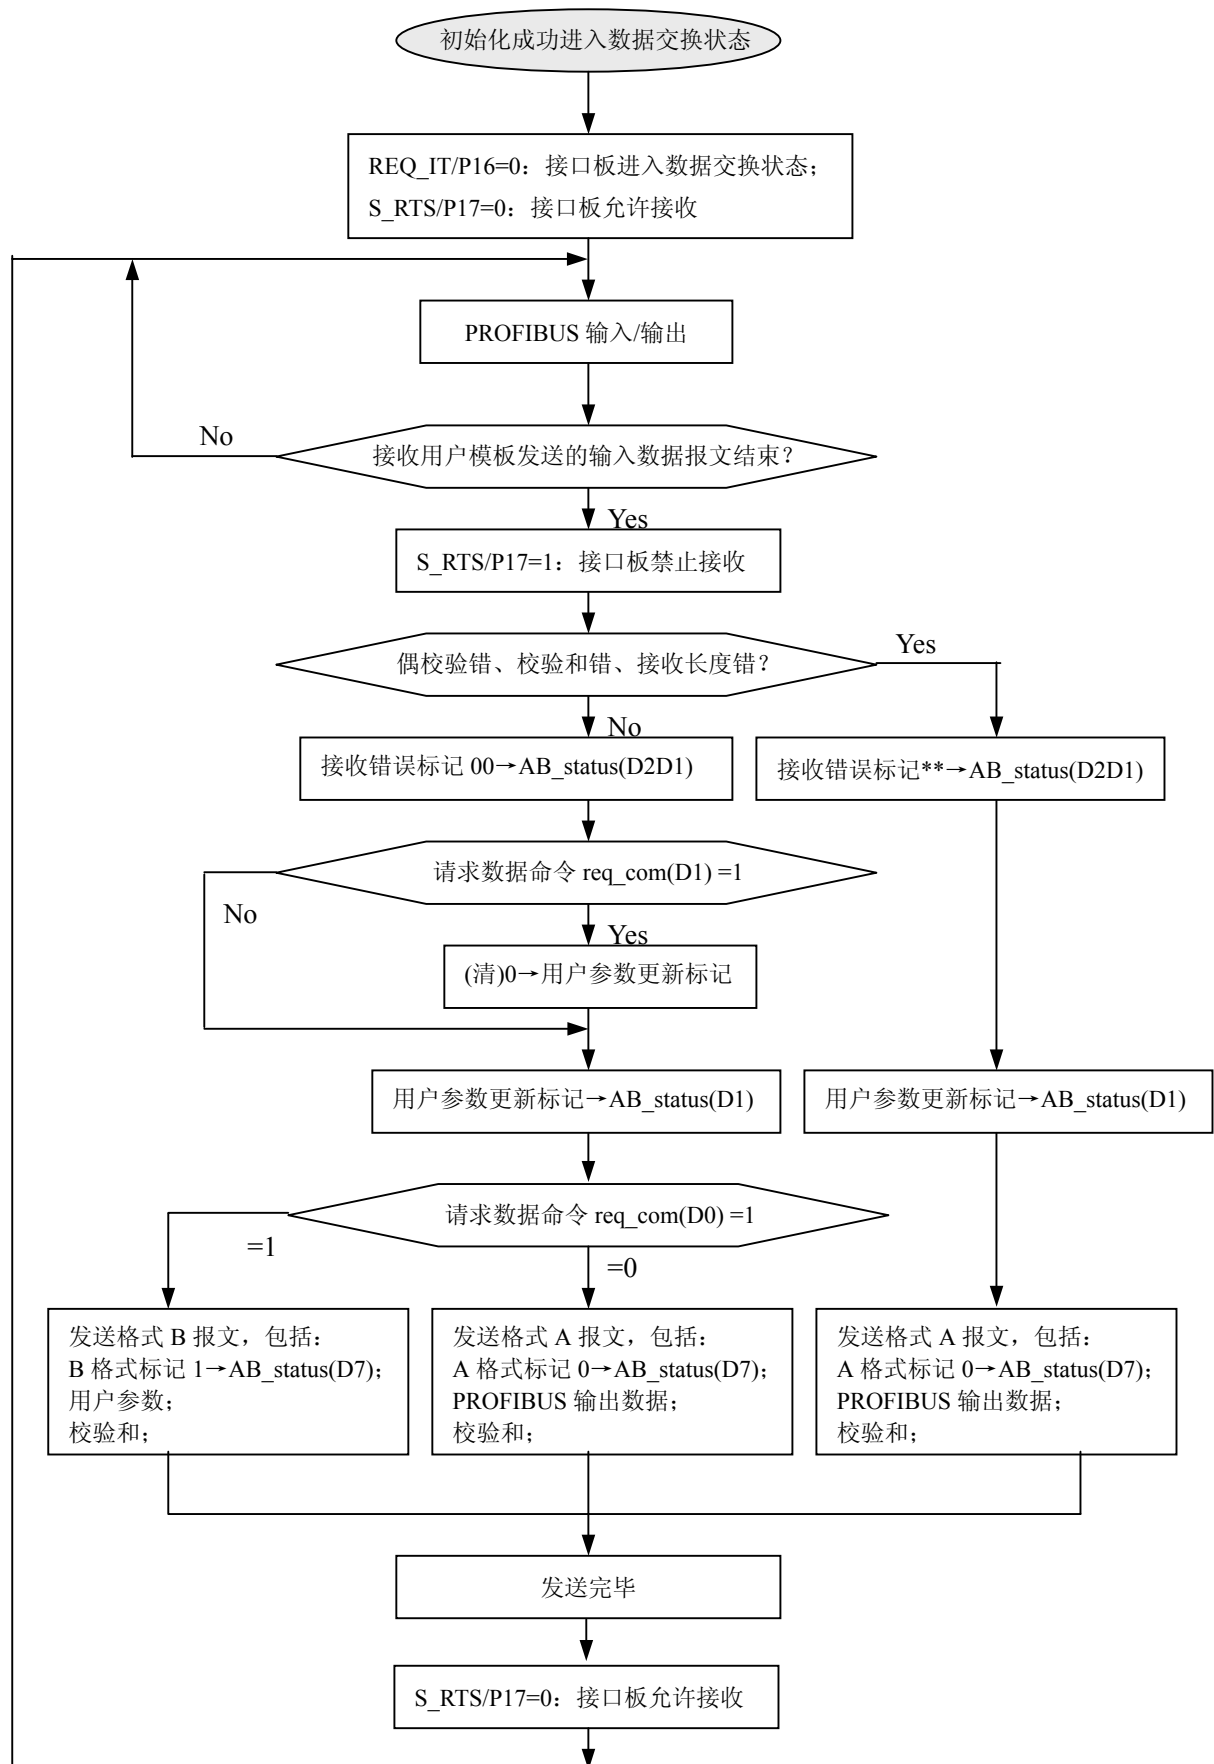 初始化成功进入数据交换状态
REQ_IT/P16=0：接口板进入数据交换状态；
S_RTS/P17=0：接口板允许接收
PROFIBUS 输入/输出
No
接收用户模板发送的输入数据报文结束？
Yes
S_RTS/P17=1：接口板禁止接收
偶校验错、校验和错、接收长度错？
Yes
No
接收错误标记 00→AB_status(D2D1)
接收错误标记**→AB_status(D2D1)
请求数据命令 req_com(D1) =1
No
Yes
(清)0→用户参数更新标记
用户参数更新标记→AB_status(D1)
用户参数更新标记→AB_status(D1)
请求数据命令 req_com(D0) =1
=1
=0
发送格式 B 报文，包括：
B 格式标记 1→AB_status(D7)；
用户参数；
校验和；
发送格式 A 报文，包括：
A 格式标记 0→AB_status(D7)；
PROFIBUS 输出数据；
校验和；
发送格式 A 报文，包括：
A 格式标记 0→AB_status(D7)；
PROFIBUS 输出数据；
校验和；
发送完毕
S_RTS/P17=0：接口板允许接收